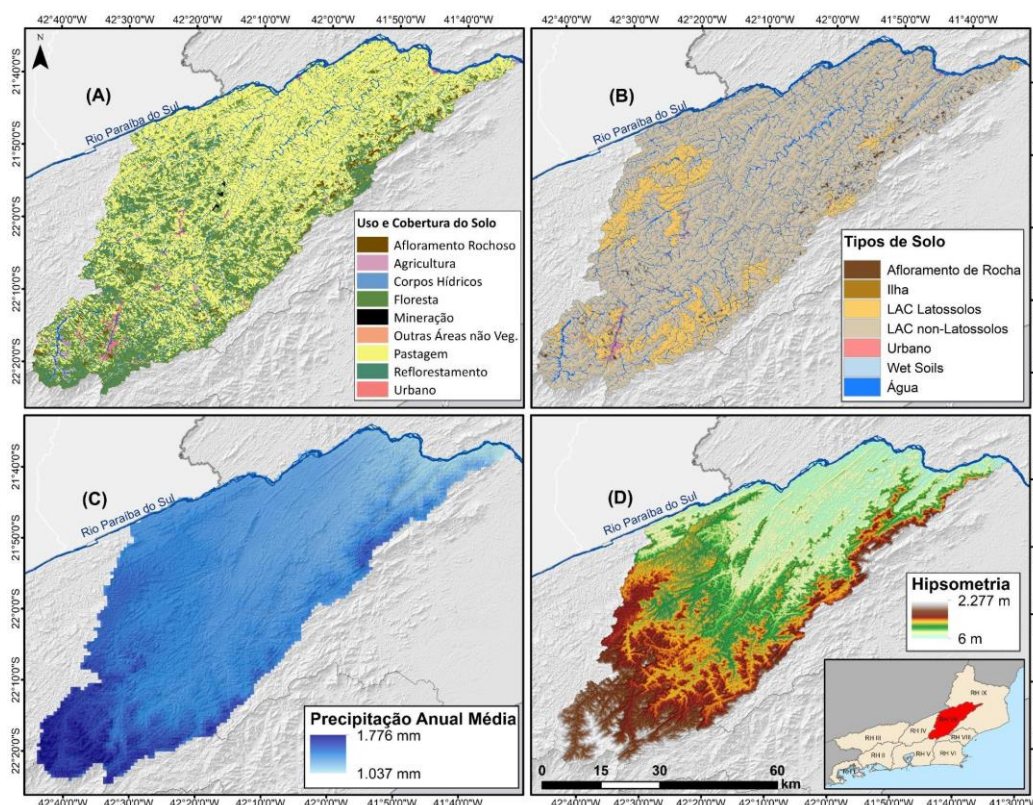 42°40'0"O 42°30'0"O 42°20'0"O 42°10'0"O 42°0'0"O 41°50'0"O 41°40'0"O
42°40'0"O 42°30'0"O 42°20'0"O 42°10'0"O 42°0'0"O 41°50'0"O 41°40'0"O
N
(A)
Rio Paraíba do Sul
21°40'0"S
21°50'0"S
22°0'0"S
22°10'0"S
22°20'0"S
Uso e Cobertura do Solo
Afloramento Rochoso
Agricultura
Corpos Hídricos
Floresta
Mineração
Outras Áreas não Veg.
Pastagem
Reflorestamento
Urbano
(B)
Rio Paraíba do Sul
Tipos de Solo
Afloramento de Rocha
Ilha
LAC Latossolos
LAC non-Latossolos
Urbano
Wet Soils
Água
(C)
Rio Paraíba do Sul
21°40'0"S
21°50'0"S
22°0'0"S
22°10'0"S
22°20'0"S
Precipitação Anual Média
1.776 mm
1.037 mm
(D)
Rio Paraíba do Sul
Hipsometria
2.277 m
6 m
RH IX
RH III
RH IV
RH VIII
RH II
RH V
RH VI
0 15 30 60
km
42°40'0"O 42°30'0"O 42°20'0"O 42°10'0"O 42°0'0"O 41°50'0"O 41°40'0"O
42°40'0"O 42°30'0"O 42°20'0"O 42°10'0"O 42°0'0"O 41°50'0"O 41°40'0"O